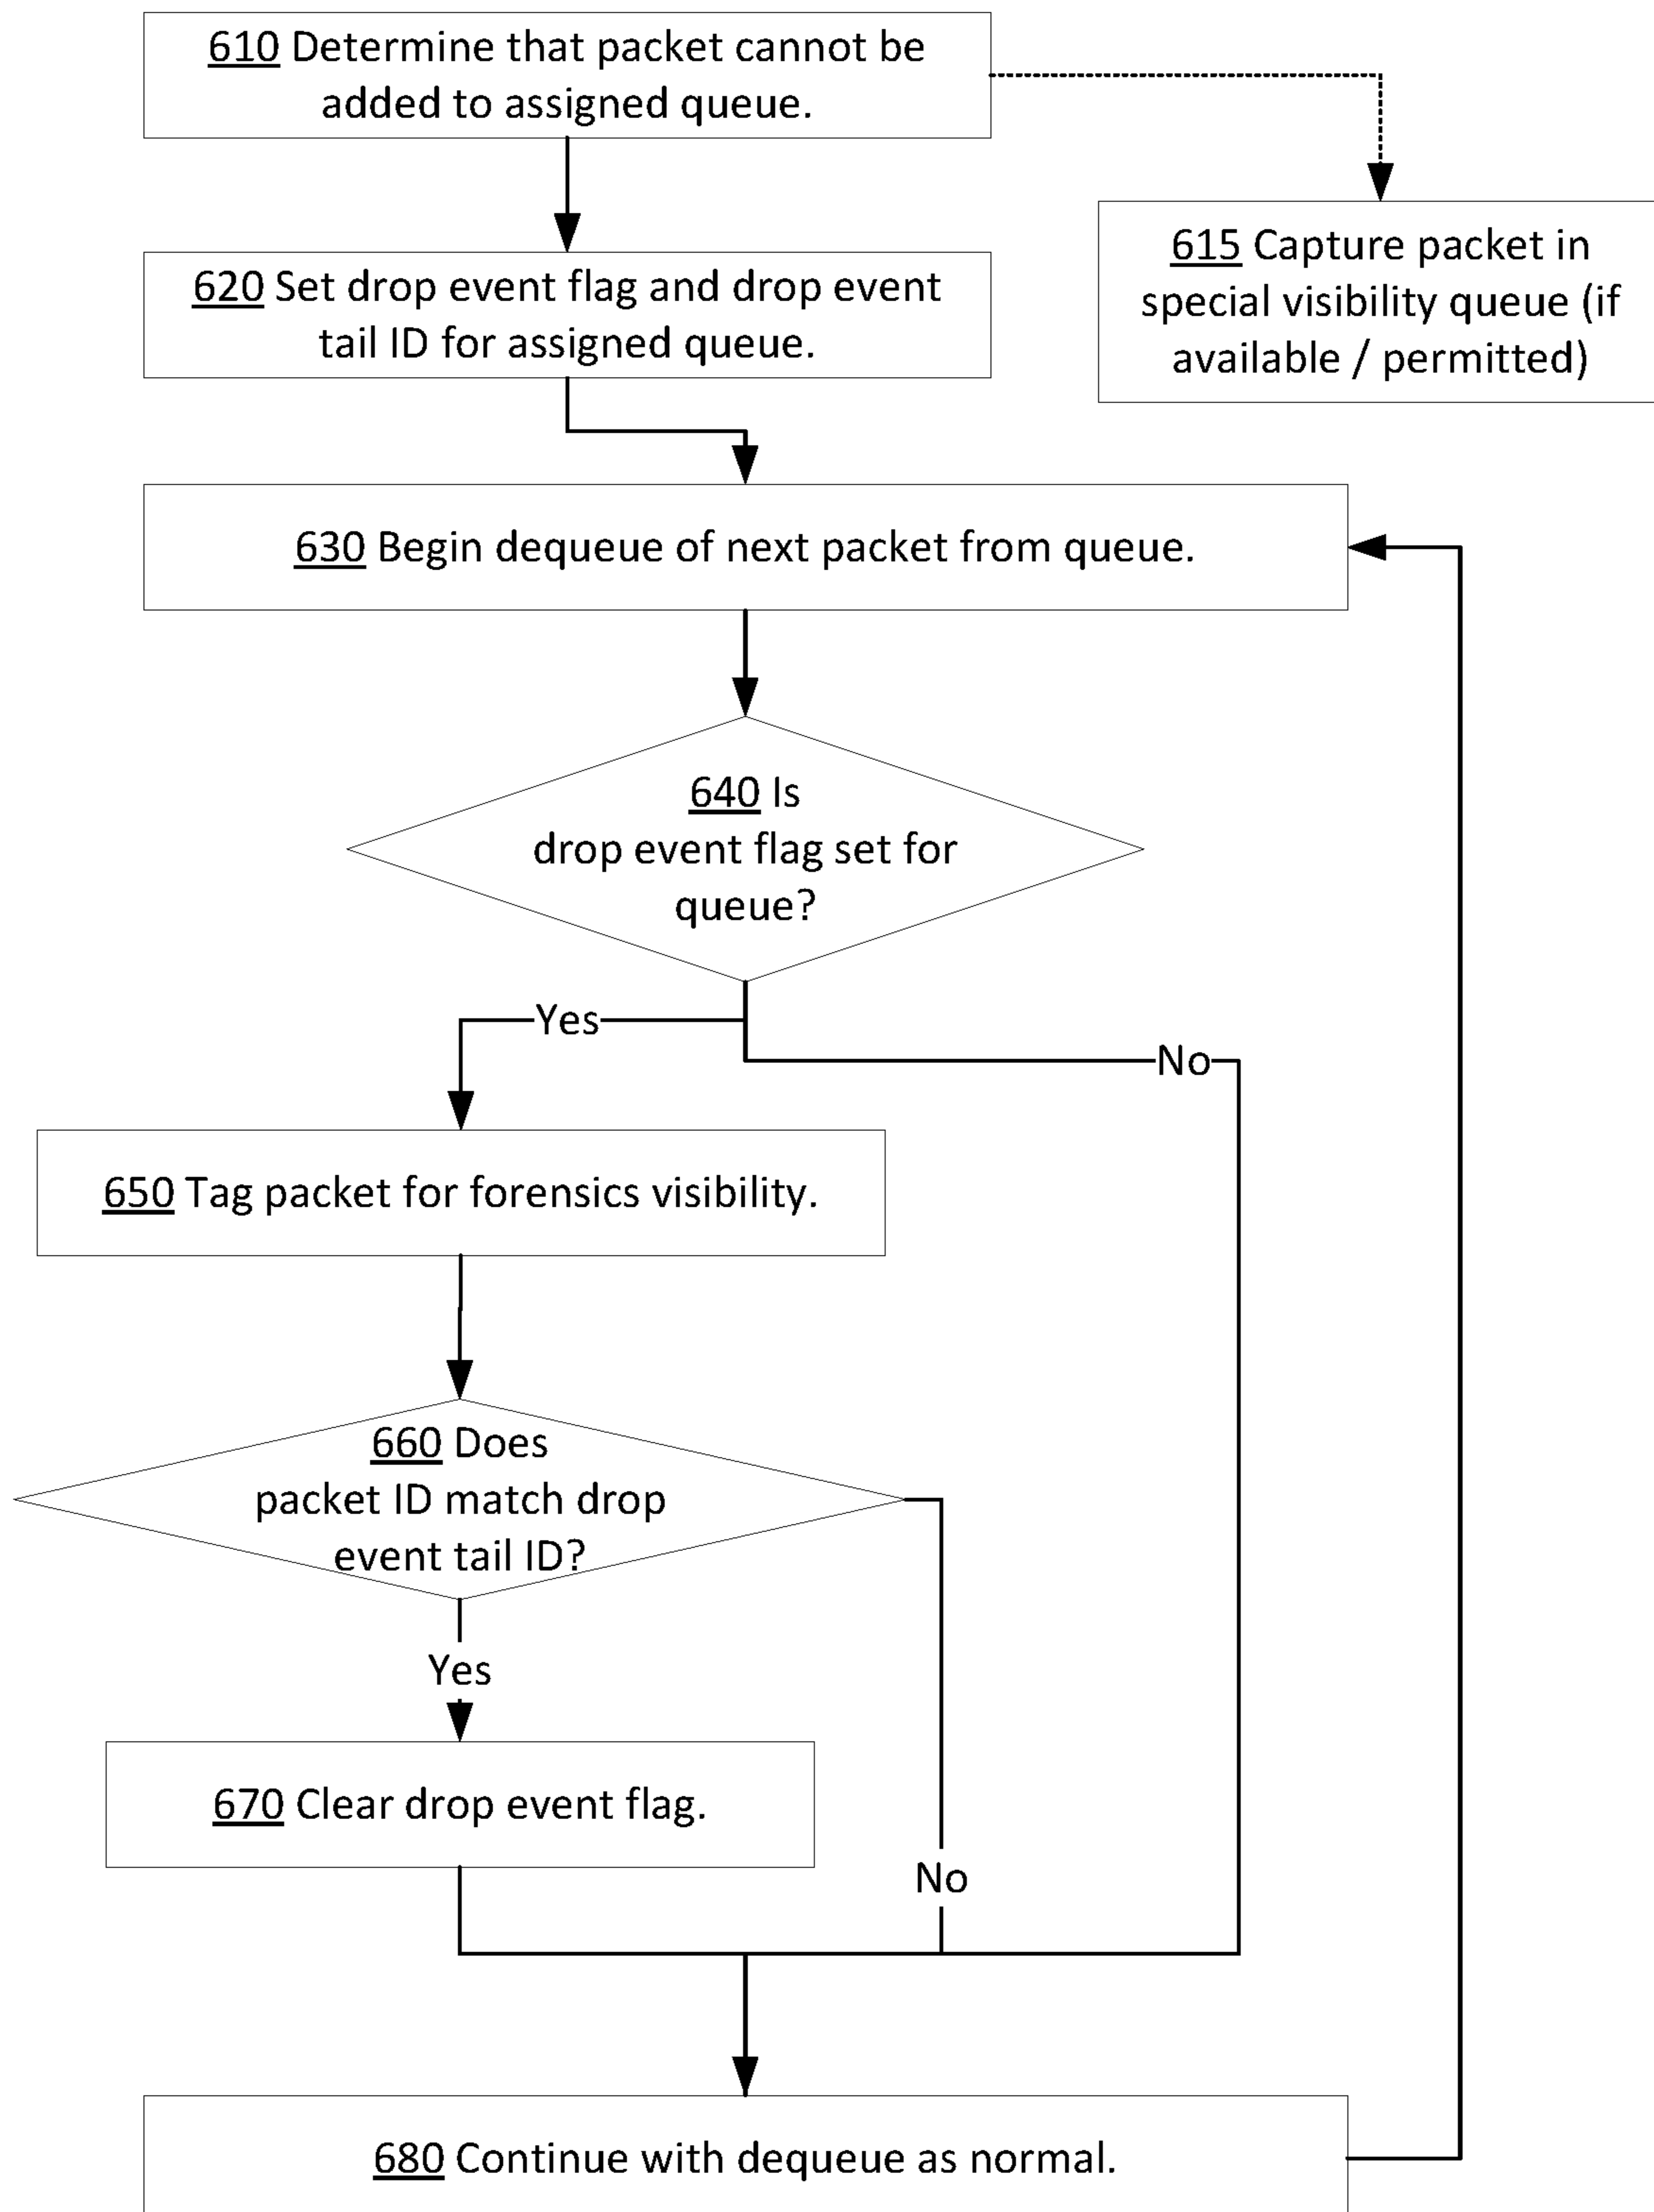 610 Determine that packet cannot be
added to assigned queue.
615 Capture packet in
special visibility queue (if
available / permitted)
620 Set drop event flag and drop event
tail ID for assigned queue.
630 Begin dequeue of next packet from queue.
640 Is
drop event flag set for
queue?
Yes
No
650 Tag packet for forensics visibility.
660 Does
packet ID match drop
event tail ID?
Yes
670 Clear drop event flag.
No
680 Continue with dequeue as normal.